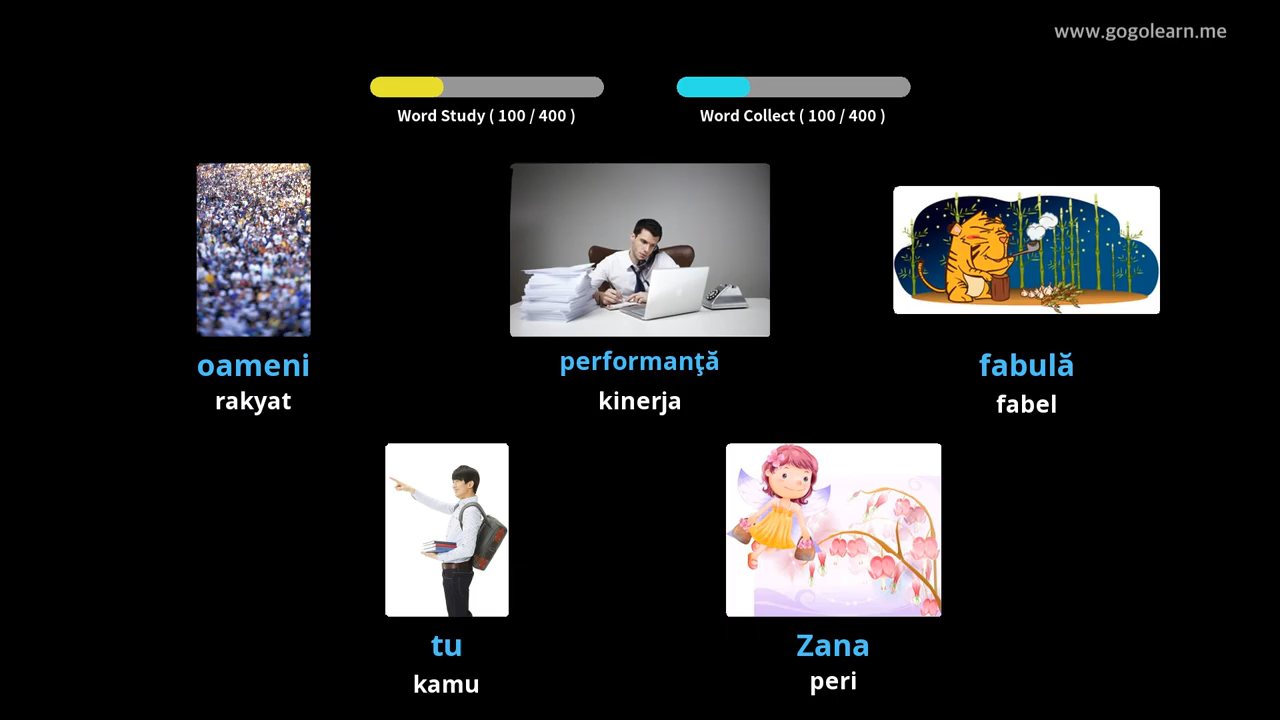 www.gogolearn.me
Word Study ( 100 / 400 )
Word Collect ( 100 / 400 )
oameni
rakyat
performanţă
kinerja
fabulă
fabel
tu
kamu
Zana
peri